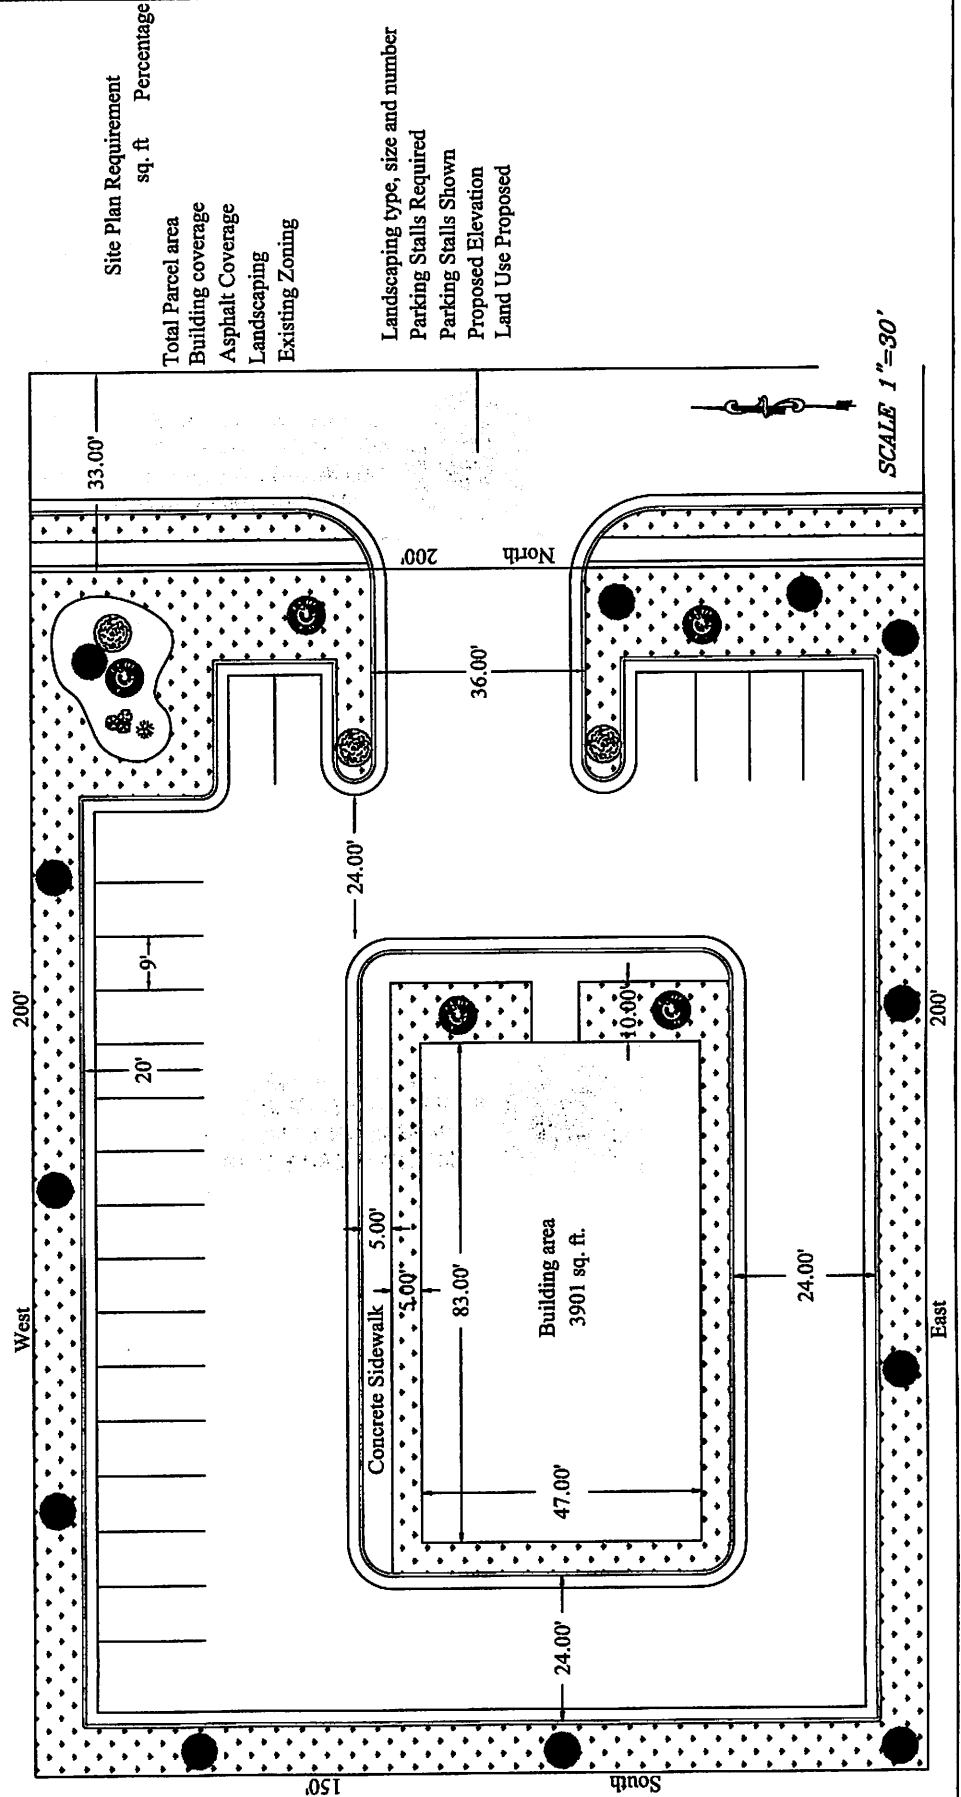 Site Plan Requirement
sq. ft Percentage
Total Parcel area
Building coverage
Asphalt Coverage
Landscaping
Existing Zoning
Landscaping type, size and number
Parking Stalls Required
Parking Stalls Shown
Proposed Elevation
Land Use Proposed
SCALE 1"=30'
West
200'
33.00'
North
200'
36.00'
24.00'
9'
20'
Concrete Sidewalk
5.00'
5.00'
83.00'
10.00'
Building area
3901 sq. ft.
47.00'
24.00'
24.00'
East
200'
South
150'